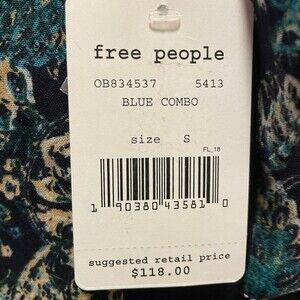 free people
OB834537 5413
BLUE COMBO
size S
FL_18
1 90380 43581 0
suggested retail price
$118.00